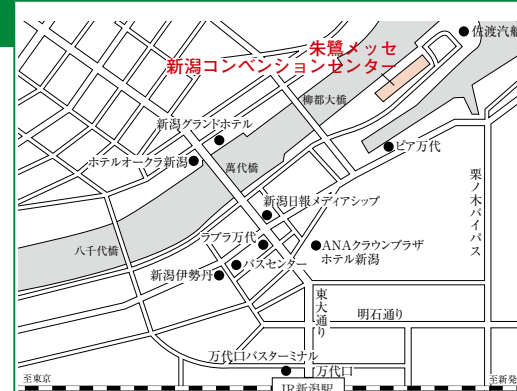 佐渡汽船
朱鷺メッセ
新潟コンベンションセンター
柳都大橋
新潟グランドホテル
ピア万代
ホテルオークラ新潟
萬代橋
栗ノ木バイパス
新潟日報メディアシップ
八千代橋
ラブラ万代
ANAクラウンプラザ
ホテル新潟
バスセンター
新潟伊勢丹
東大通り
明石通り
万代口バスターミナル
万代口
至東京
JR新潟駅
至新発